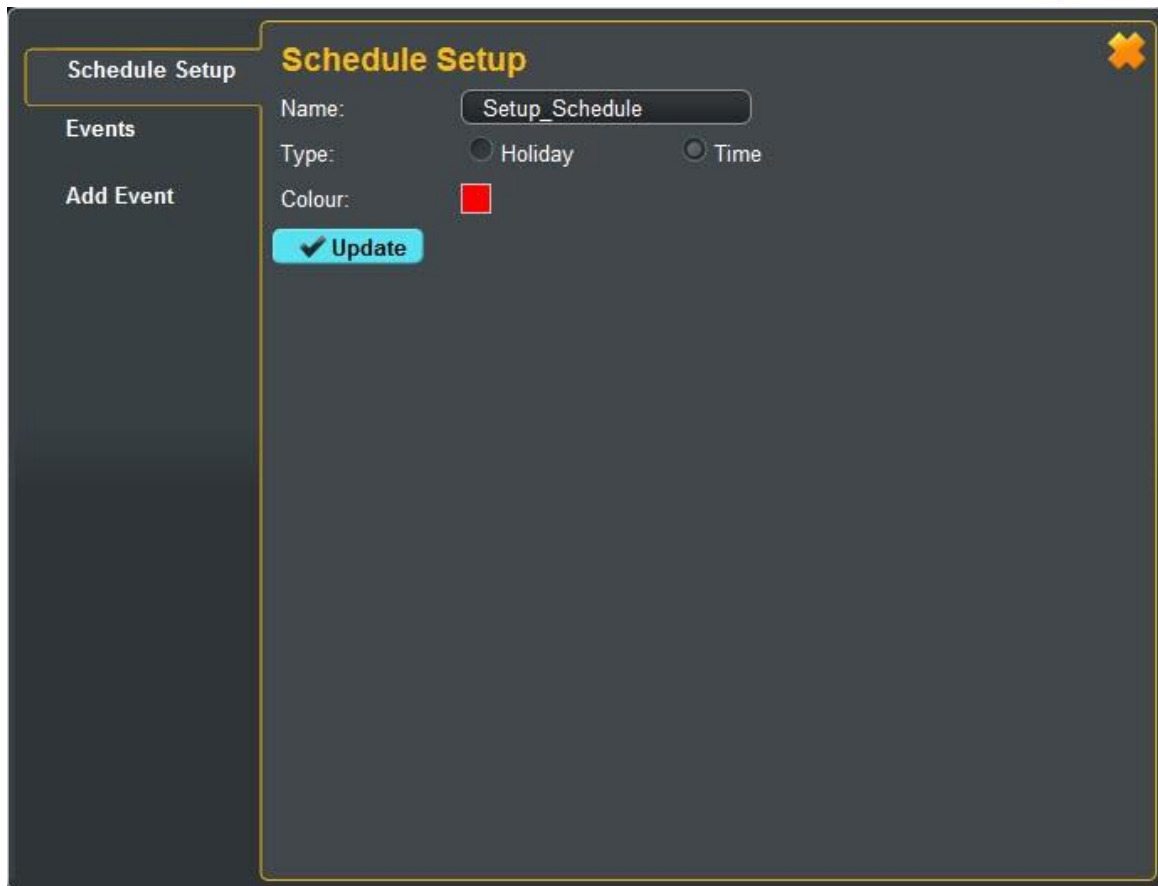 Schedule Setup
Events
Add Event
Schedule Setup
Name: Setup_Schedule
Type: Holiday Time
Colour:
Update